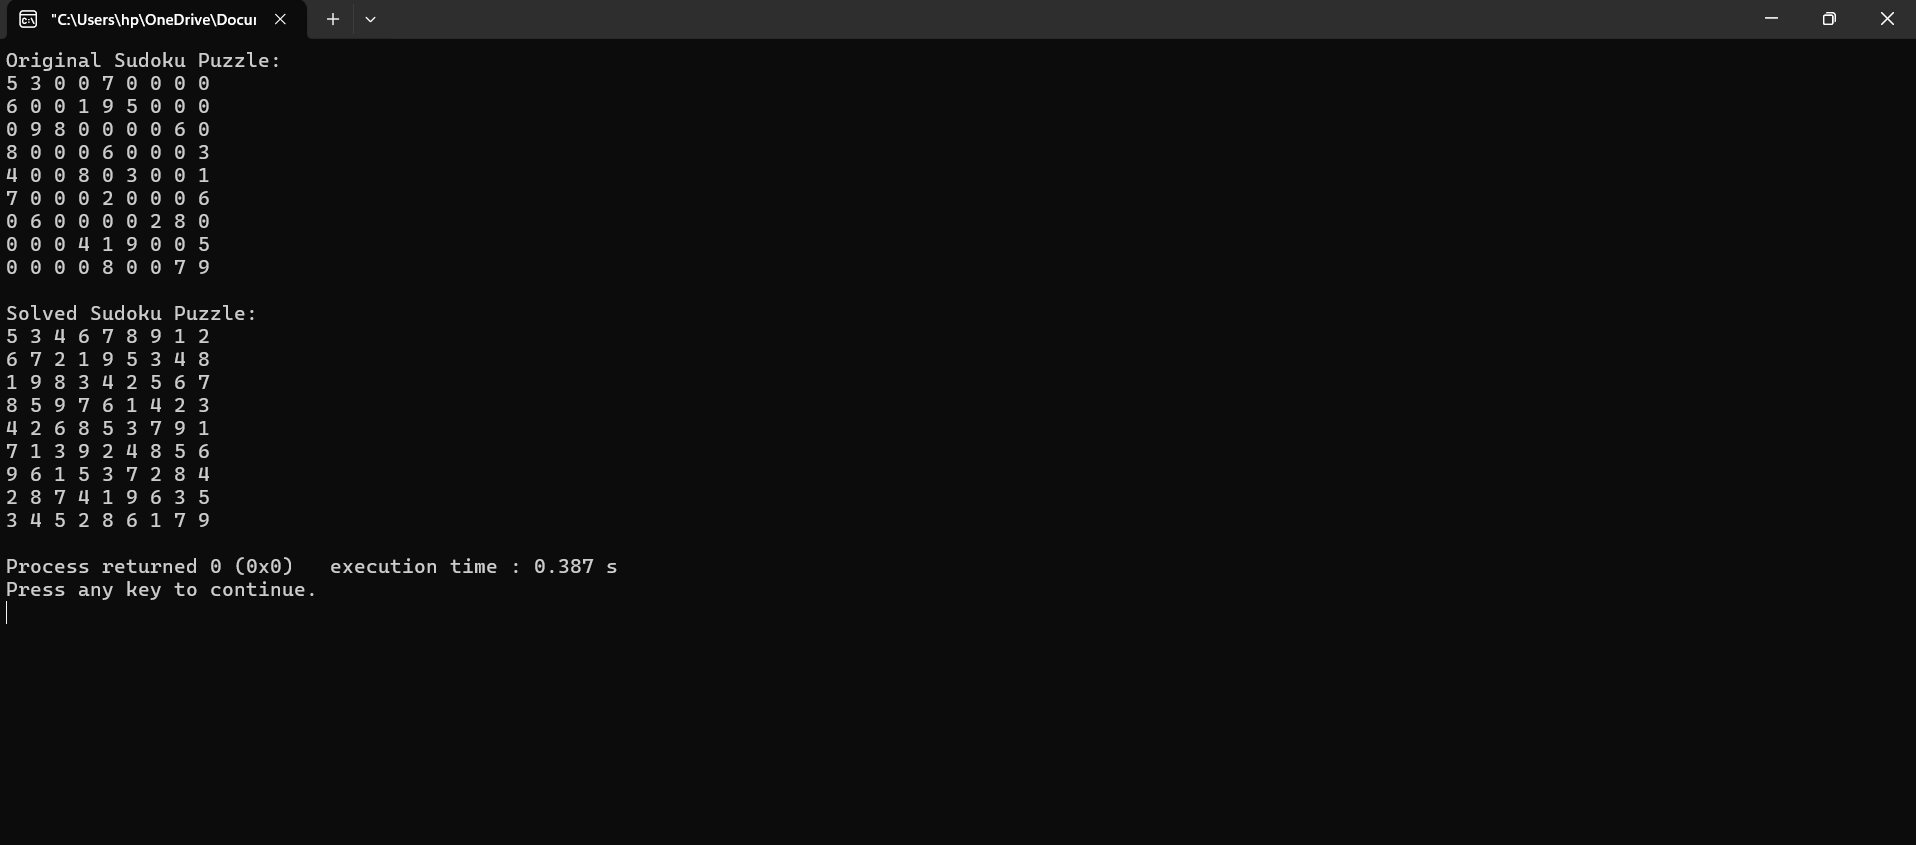 "C:\Users\hp\OneDrive\Docu
Original Sudoku Puzzle:
5 3 0 0 7 0 0 0 0
6 0 0 1 9 5 0 0 0
0 9 8 0 0 0 0 6 0
8 0 0 0 6 0 0 0 3
4 0 0 8 0 3 0 0 1
7 0 0 0 2 0 0 0 6
0 6 0 0 0 0 2 8 0
0 0 0 4 1 9 0 0 5
0 0 0 0 8 0 0 7 9
Solved Sudoku Puzzle:
5 3 4 6 7 8 9 1 2
6 7 2 1 9 5 3 4 8
1 9 8 3 4 2 5 6 7
8 5 9 7 6 1 4 2 3
4 2 6 8 5 3 7 9 1
7 1 3 9 2 4 8 5 6
9 6 1 5 3 7 2 8 4
2 8 7 4 1 9 6 3 5
3 4 5 2 8 6 1 7 9
Process returned 0 (0x0)   execution time : 0.387 s
Press any key to continue.